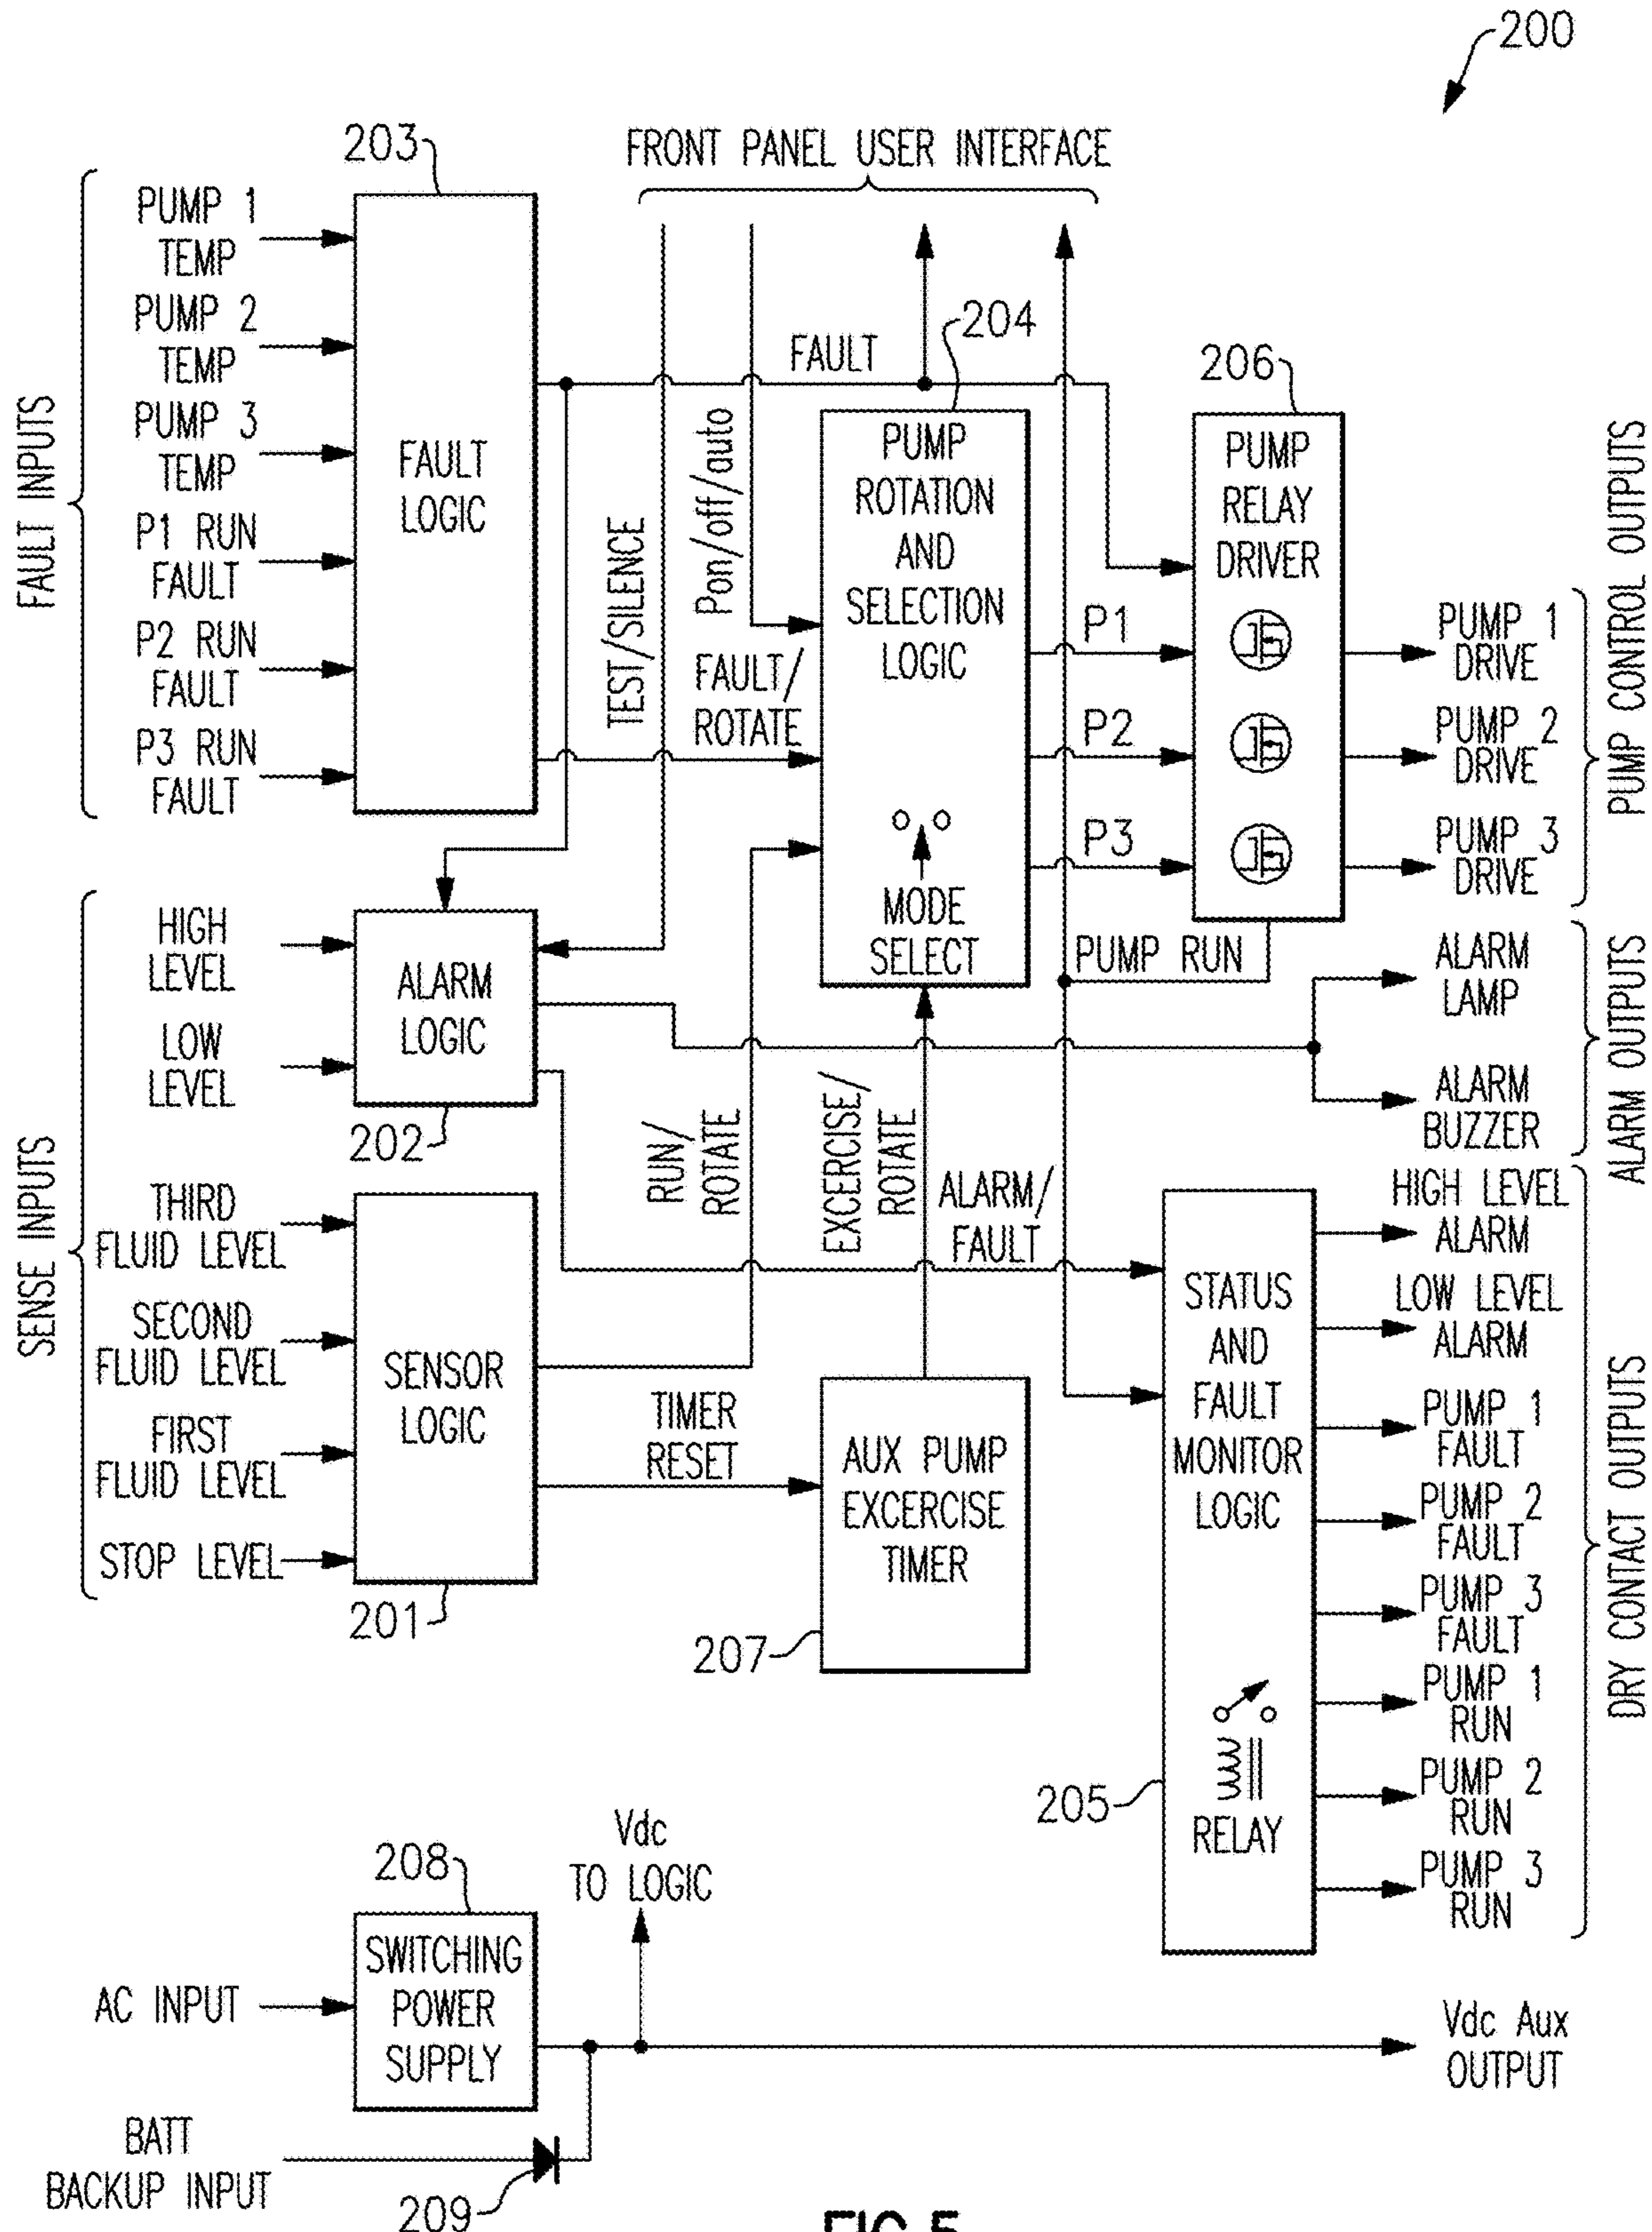 200
203
FRONT PANEL USER INTERFACE
FAULT INPUTS
PUMP 1
TEMP
PUMP 2
TEMP
PUMP 3
TEMP
P1 RUN
FAULT
P2 RUN
FAULT
P3 RUN
FAULT
FAULT
LOGIC
FAULT
TEST/SILENCE
Pon/off/auto
FAULT/
ROTATE
204
PUMP
ROTATION
AND
SELECTION
LOGIC
MODE
SELECT
P1
P2
P3
206
PUMP
RELAY
DRIVER
PUMP RUN
PUMP 1
DRIVE
PUMP 2
DRIVE
PUMP 3
DRIVE
PUMP CONTROL OUTPUTS
SENSE INPUTS
HIGH
LEVEL
LOW
LEVEL
ALARM
LOGIC
202
ALARM
LAMP
ALARM
BUZZER
ALARM OUTPUTS
THIRD
FLUID LEVEL
SECOND
FLUID LEVEL
FIRST
FLUID LEVEL
STOP LEVEL
SENSOR
LOGIC
201
RUN/
ROTATE
EXCERCISE/
ROTATE
ALARM/
FAULT
TIMER
RESET
AUX PUMP
EXCERCISE
TIMER
207
STATUS
AND
FAULT
MONITOR
LOGIC
RELAY
205
HIGH LEVEL
ALARM
LOW LEVEL
ALARM
PUMP 1
FAULT
PUMP 2
FAULT
PUMP 3
FAULT
PUMP 1
RUN
PUMP 2
RUN
PUMP 3
RUN
DRY CONTACT OUTPUTS
208
Vdc
TO LOGIC
AC INPUT
SWITCHING
POWER
SUPPLY
Vdc Aux
OUTPUT
BATT
BACKUP INPUT
209
FIG.5